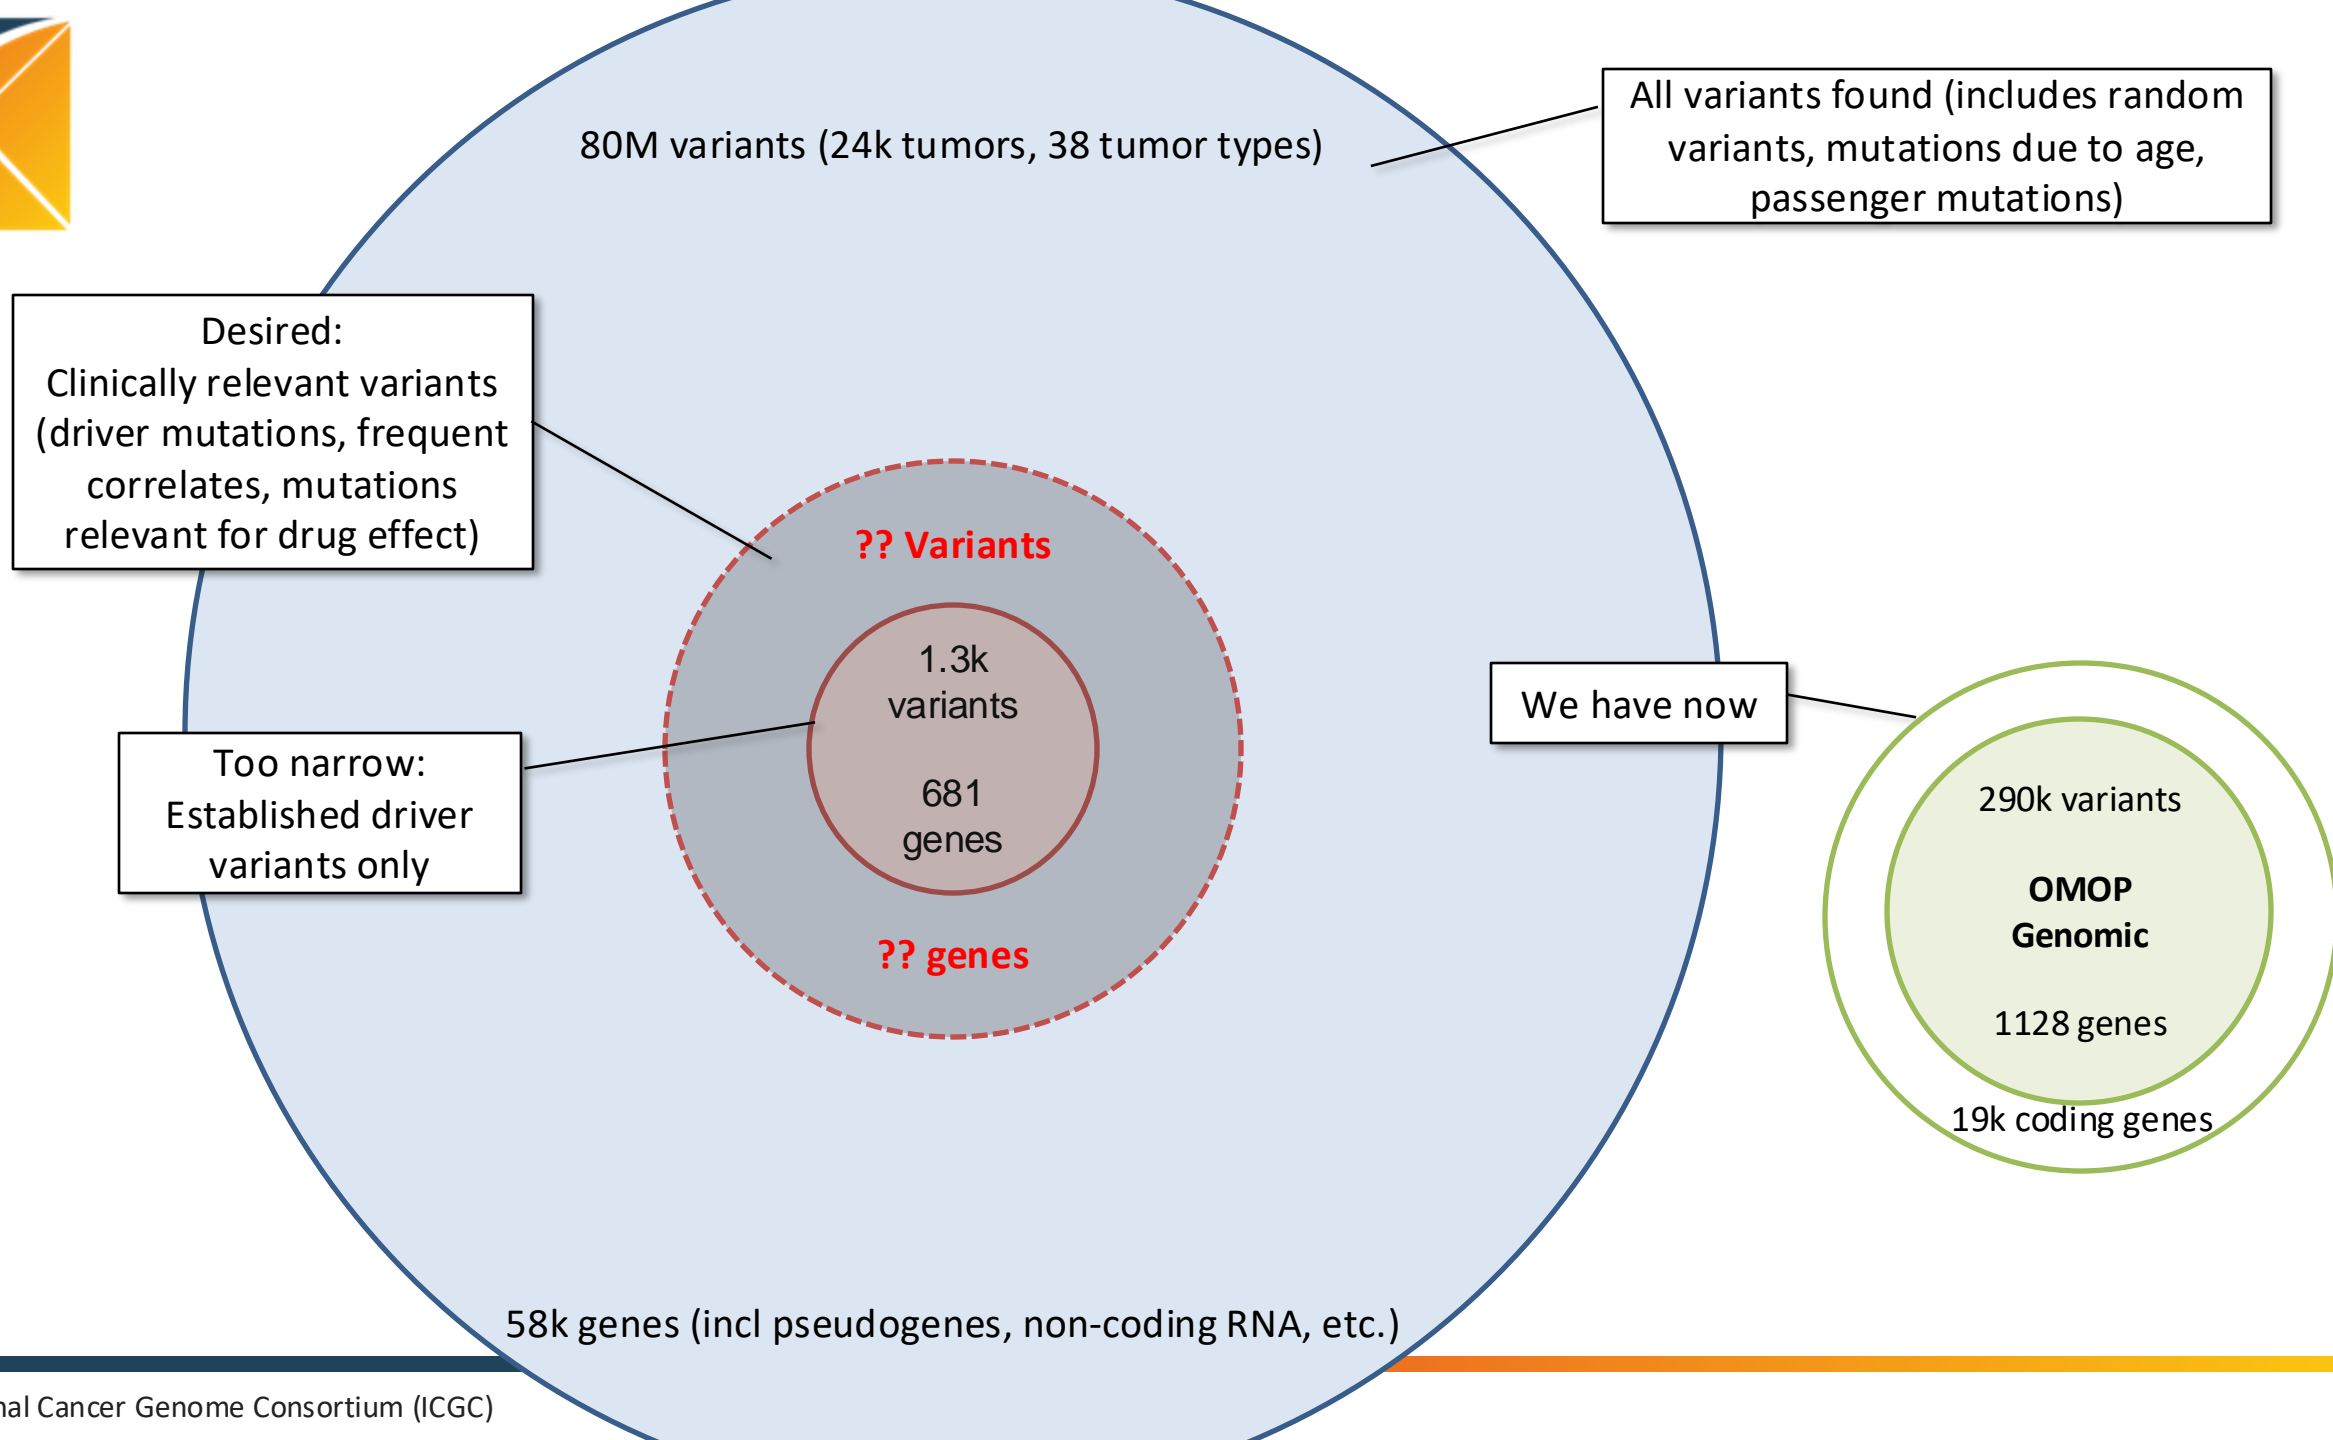 80M variants (24k tumors, 38 tumor types)
All variants found (includes random
variants, mutations due to age,
passenger mutations)
Desired:
Clinically relevant variants
(driver mutations, frequent
correlates, mutations
relevant for drug effect)
?? Variants
1.3k
variants
681
genes
?? genes
Too narrow:
Established driver
variants only
We have now
290k variants
OMOP
Genomic
1128 genes
19k coding genes
58k genes (incl pseudogenes, non-coding RNA, etc.)
Cancer Genome Consortium (ICGC)